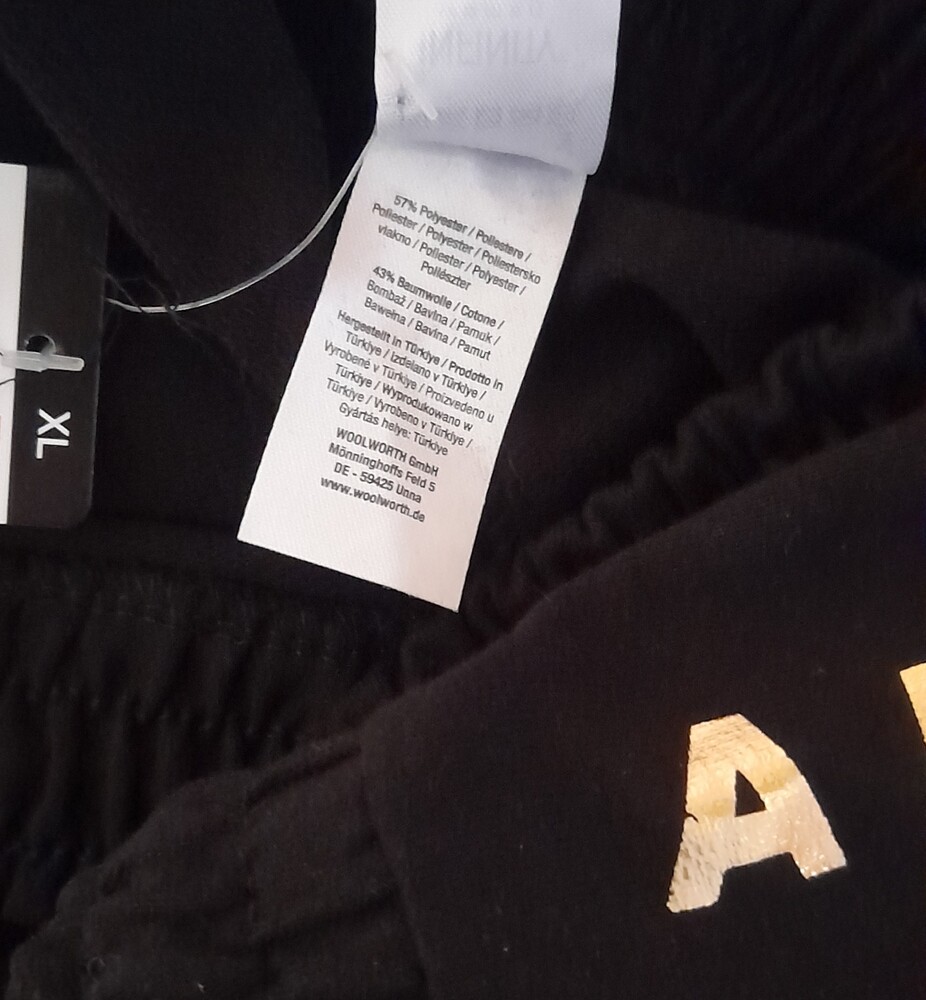 57% Polyester / Poliestere /
Poliester / Polyester / Poliestersko
vlakno / Poliester / Polyester /
Poliészter
43% Baumwolle / Cotone /
Bombaž / Bavlna / Pamuk /
Bawełna / Bavlna / Pamut
Hergestellt in Türkiye / Prodotto in
Türkiye / Izdelano v Türkiye /
Vyrobené v Türkiye / Proizvedeno u
Türkiye / Wyprodukowano w
Türkiye / Vyrobeno v Türkiye /
Gyártás helye: Türkiye
WOOLWORTH GmbH
Mönninghoffs Feld 5
DE - 59425 Unna
www.woolworth.de
XL
A